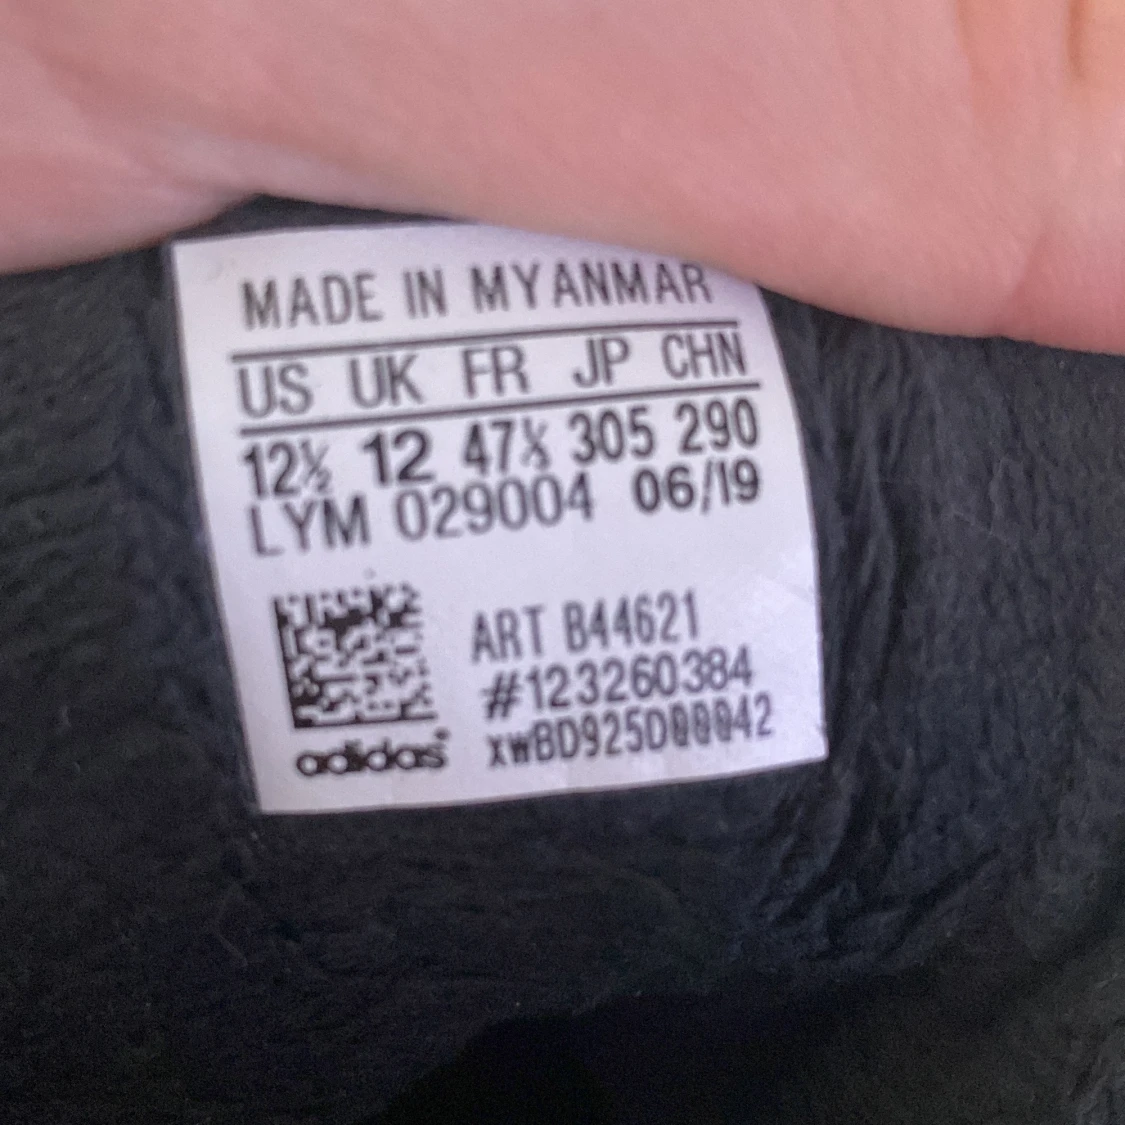 MADE IN MYANMAR
US UK FR JP CHN
12½ 12 47⅓ 305 290
LYM 029004 06/19
ART B44621
#123260384
xwBD925D00042
adidas